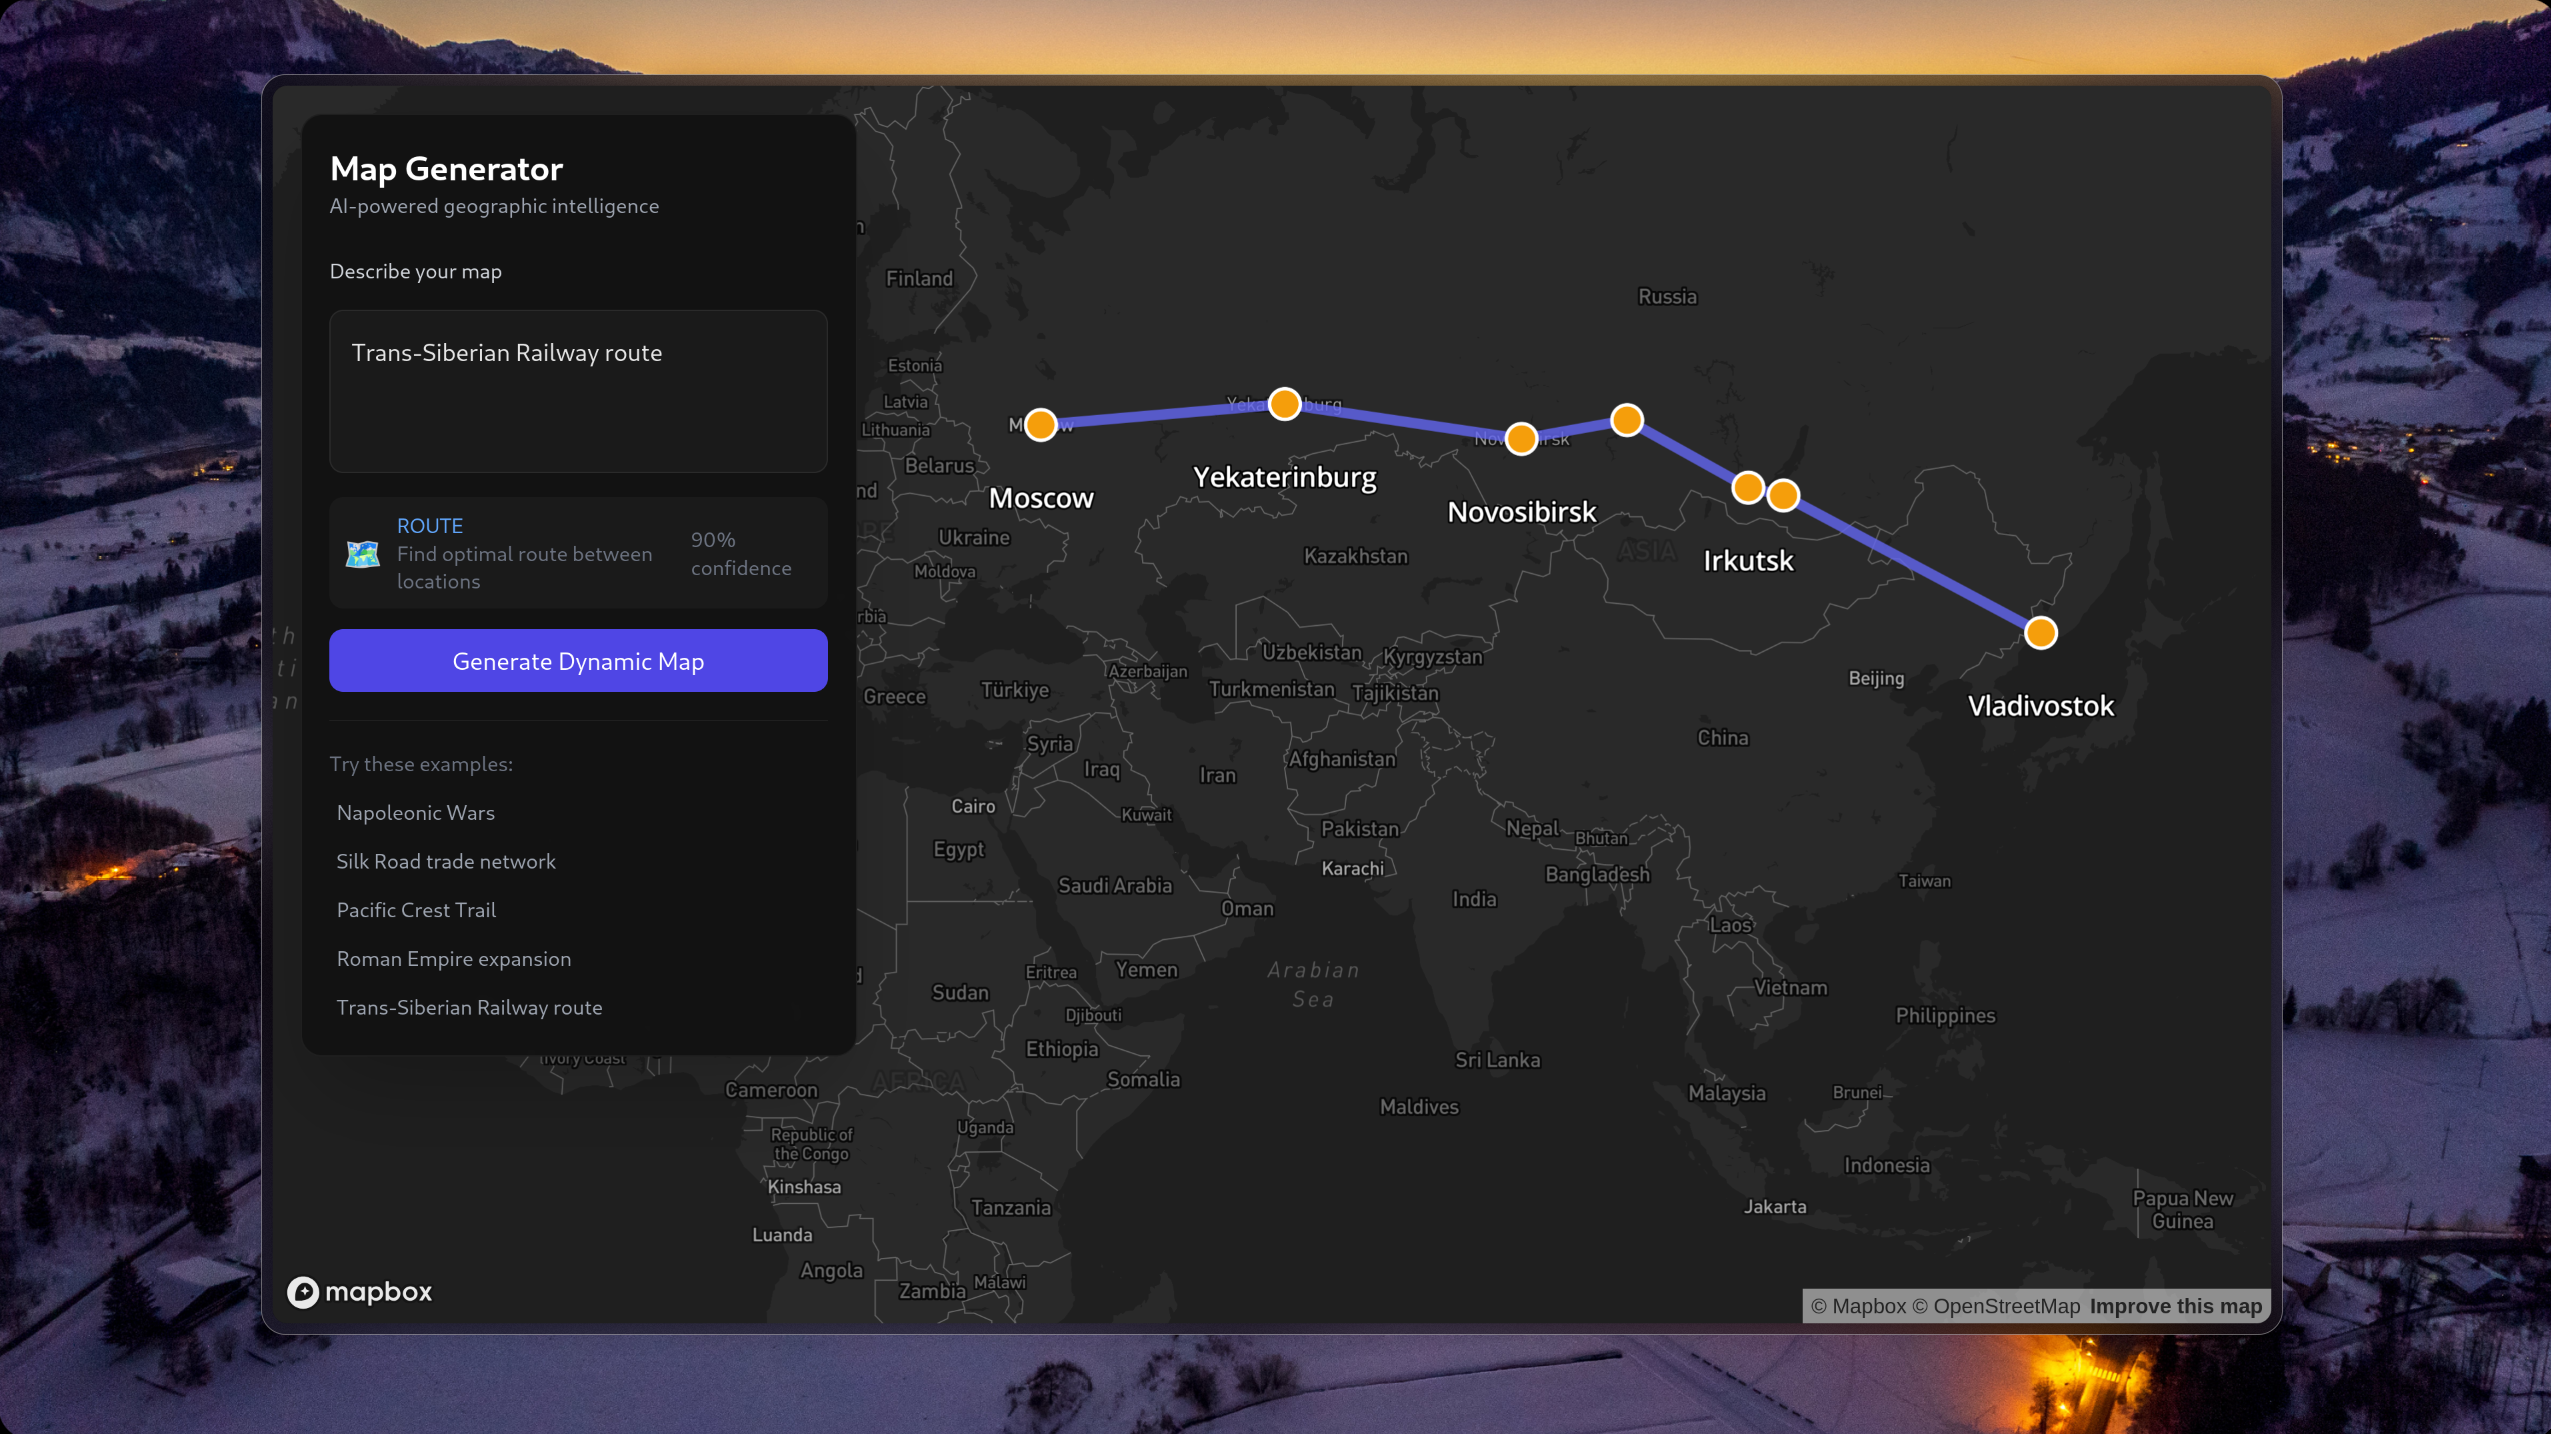 Map Generator
AI-powered geographic intelligence
Describe your map
Trans-Siberian Railway route
ROUTE
Find optimal route between
locations
90%
confidence
Generate Dynamic Map
Try these examples:
Napoleonic Wars
Silk Road trade network
Pacific Crest Trail
Roman Empire expansion
Trans-Siberian Railway route
Finland
Russia
Estonia
Latvia
Lithuania
Belarus
Moscow
Yekaterinburg
Novosibirsk
Irkutsk
Vladivostok
Ukraine
Moldova
Kazakhstan
ASIA
Uzbekistan
Kyrgyzstan
Azerbaijan
Türkiye
Greece
Turkmenistan
Tajikistan
Beijing
China
Syria
Iraq
Iran
Afghanistan
Cairo
Kuwait
Egypt
Pakistan
Karachi
Nepal
Bhutan
Bangladesh
Taiwan
Saudi Arabia
Oman
India
Laos
Arabian
Sea
Eritrea
Yemen
Sudan
Djibouti
Vietnam
Philippines
Ethiopia
Ivory Coast
Sri Lanka
AFRICA
Somalia
Cameroon
Malaysia
Brunei
Maldives
Uganda
Republic of
the Congo
Kinshasa
Indonesia
Tanzania
Jakarta
Papua New
Guinea
Luanda
Angola
Zambia
Malawi
mapbox
© Mapbox © OpenStreetMap Improve this map